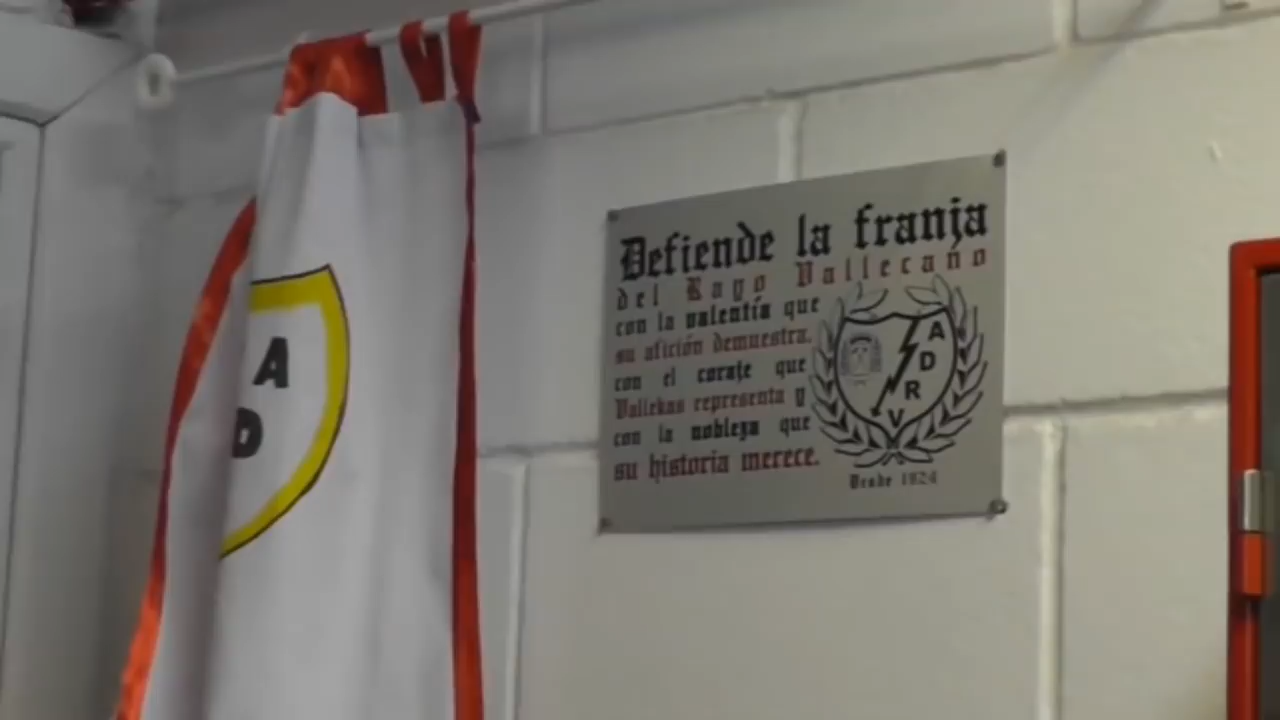 Defiende la franja
del Rayo Vallecano
con la valentía que
su afición demuestra,
con el coraje que
Vallekas representa y
con la nobleza que
su historia merece.
A
D
R
V
Desde 1924
A
D